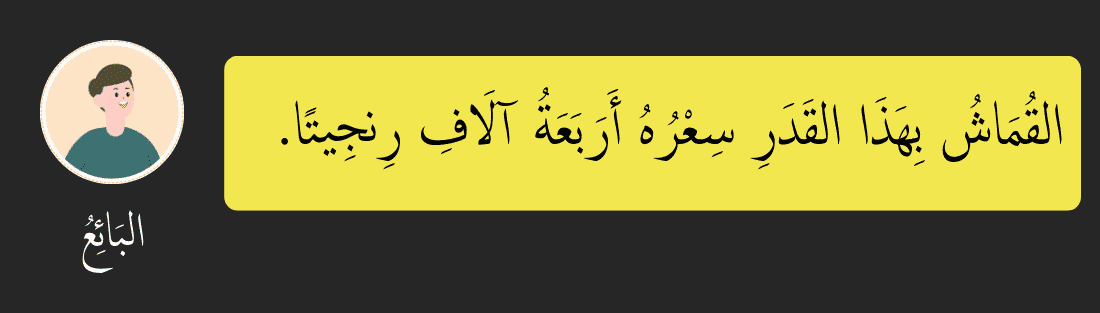 القُمَاشُ بِهَذَا القَدَرِ سِعْرُهُ أَرَبَعَةُ آلَافِ رِنجِيتًا.
البَائِعُ